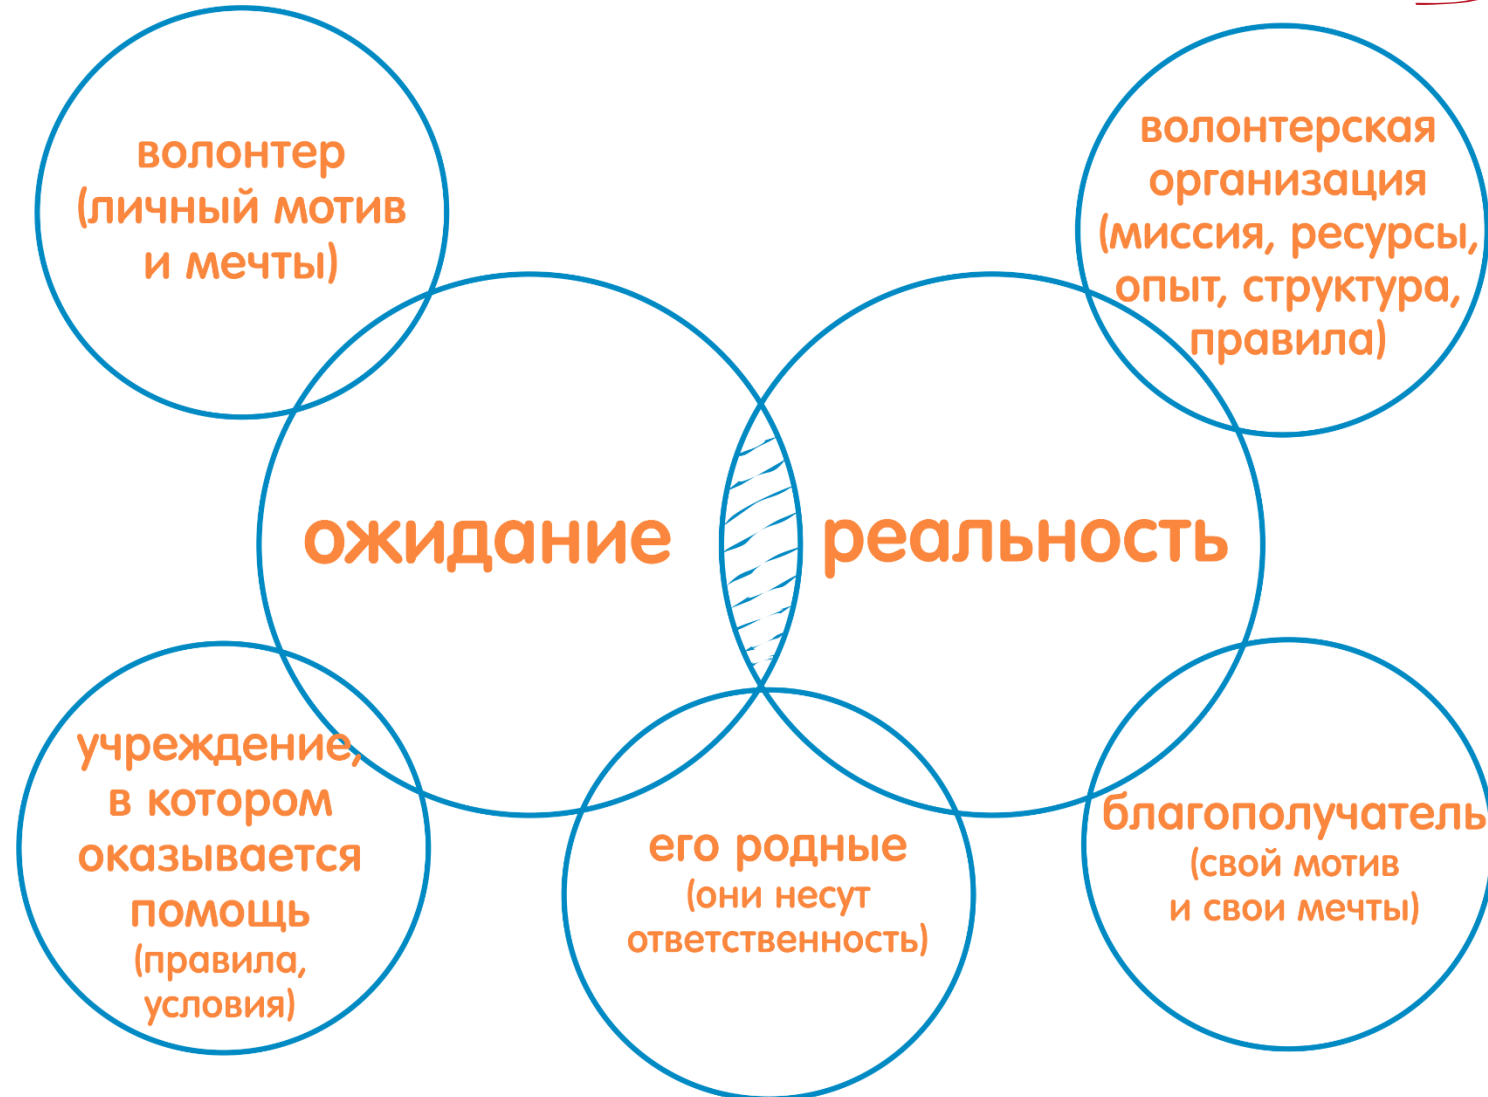 волонтер
(личный мотив
и мечты)
волонтерская
организация
(миссия, ресурсы,
опыт, структура,
правила)
ожидание
реальность
учреждение,
в котором
оказывается
помощь
(правила,
условия)
его родные
(они несут
ответственность)
благополучатель
(свой мотив
и свои мечты)